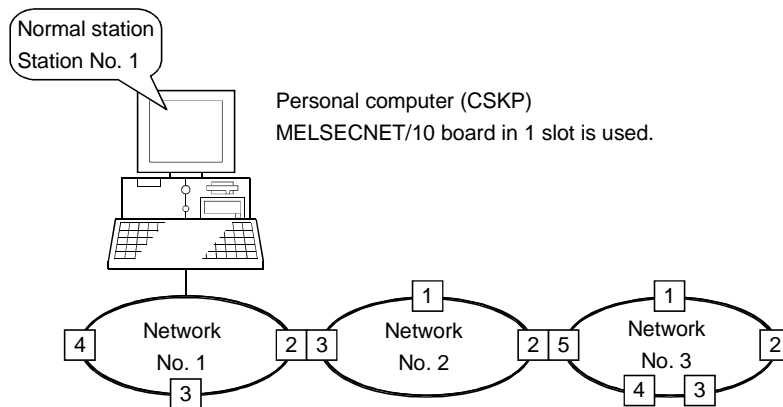 Normal station
Station No. 1
Personal computer (CSKP)
MELSECNET/10 board in 1 slot is used.
4
Network
No. 1
2
3
3
1
Network
No. 2
2
5
1
Network
No. 3
2
4
3